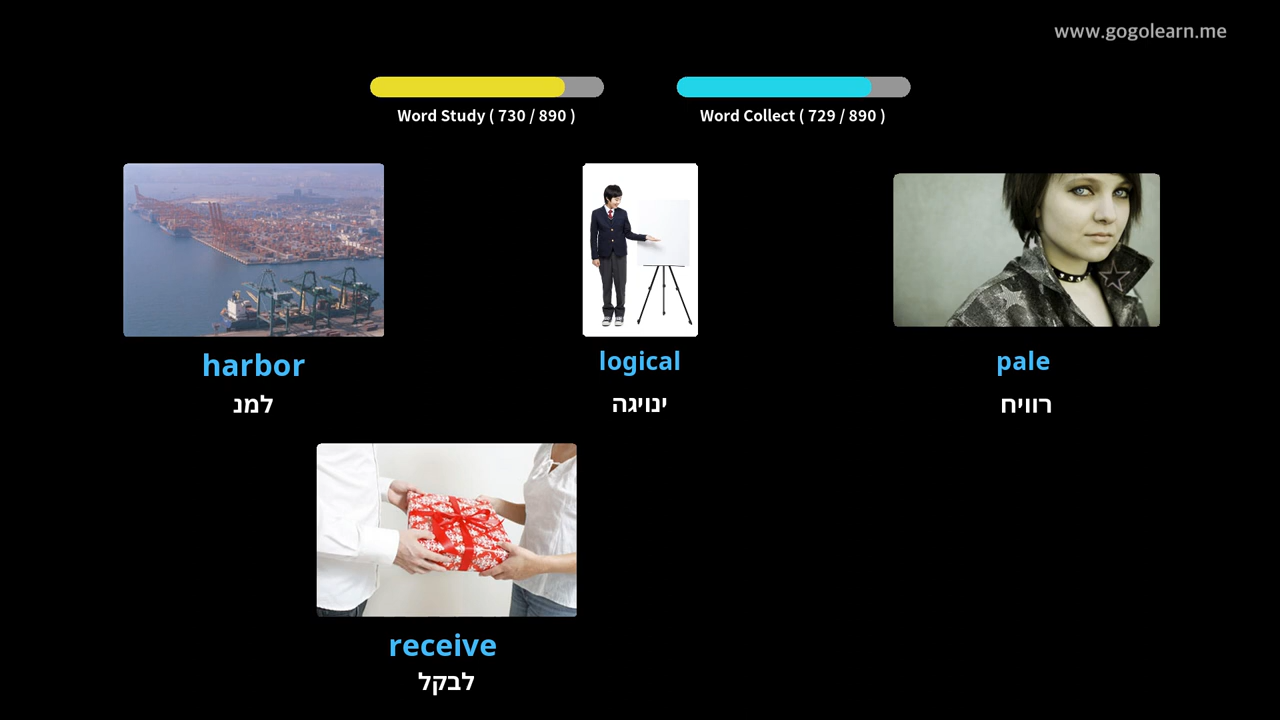 www.gogolearn.me
Word Study ( 730 / 890 )
Word Collect ( 729 / 890 )
harbor
למנ
logical
ינויגה
pale
רוויח
receive
לבקל